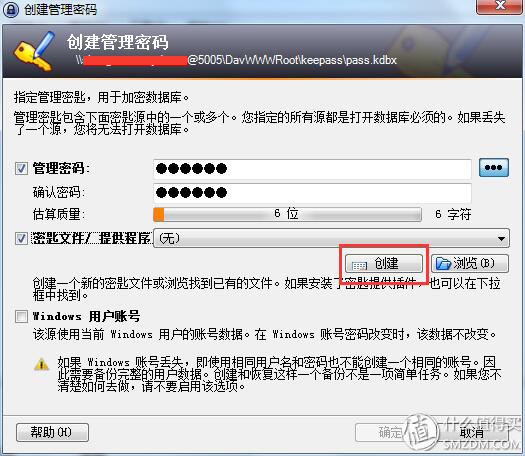 创建管理密码
创建管理密码
\\@5005\DavWWWRoot\keepass\pass.kdbx
指定管理密匙，用于加密数据库。
管理密匙包含下面密匙源中的一个或多个。您指定的所有源都是打开数据库必须的。如果丢失
了一个源，您将无法打开数据库。
管理密码:
●●●●●●
确认密码:
●●●●●●
估算质量:
6 位
6 字符
密匙文件/ 提供程序
(无)
创建
浏览(B)
创建一个新的密匙文件或浏览找到已有的文件。如果安装了密匙提供插件，也可以在下拉
框中找到。
Windows 用户账号
该源使用当前 Windows 用户的账号数据。在 Windows 账号密码改变时，该数据不改变。
如果 Windows 账号丢失，即使用相同用户名和密码也不能创建一个相同的账号。因
此需要备份完整的用户数据。创建和恢复这样一个备份不是一项简单任务。如果您不
清楚如何去做，请不要启用该选项。
帮助(H)
确定
取消
值 什么值得买
SMZDM.COM